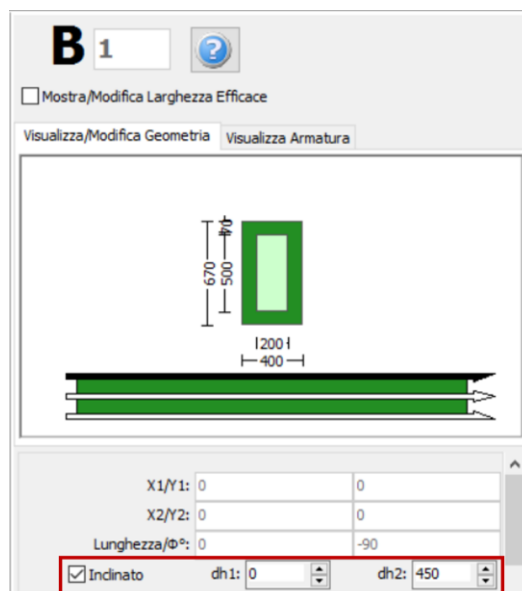 B 1
Mostra/Modifica Larghezza Efficace
Visualizza/Modifica Geometria Visualizza Armatura
670
500
200
400
X1/Y1: 0 0
X2/Y2: 0 0
Lunghezza/Φ°: 0 -90
Inclinato dh1: 0 dh2: 450